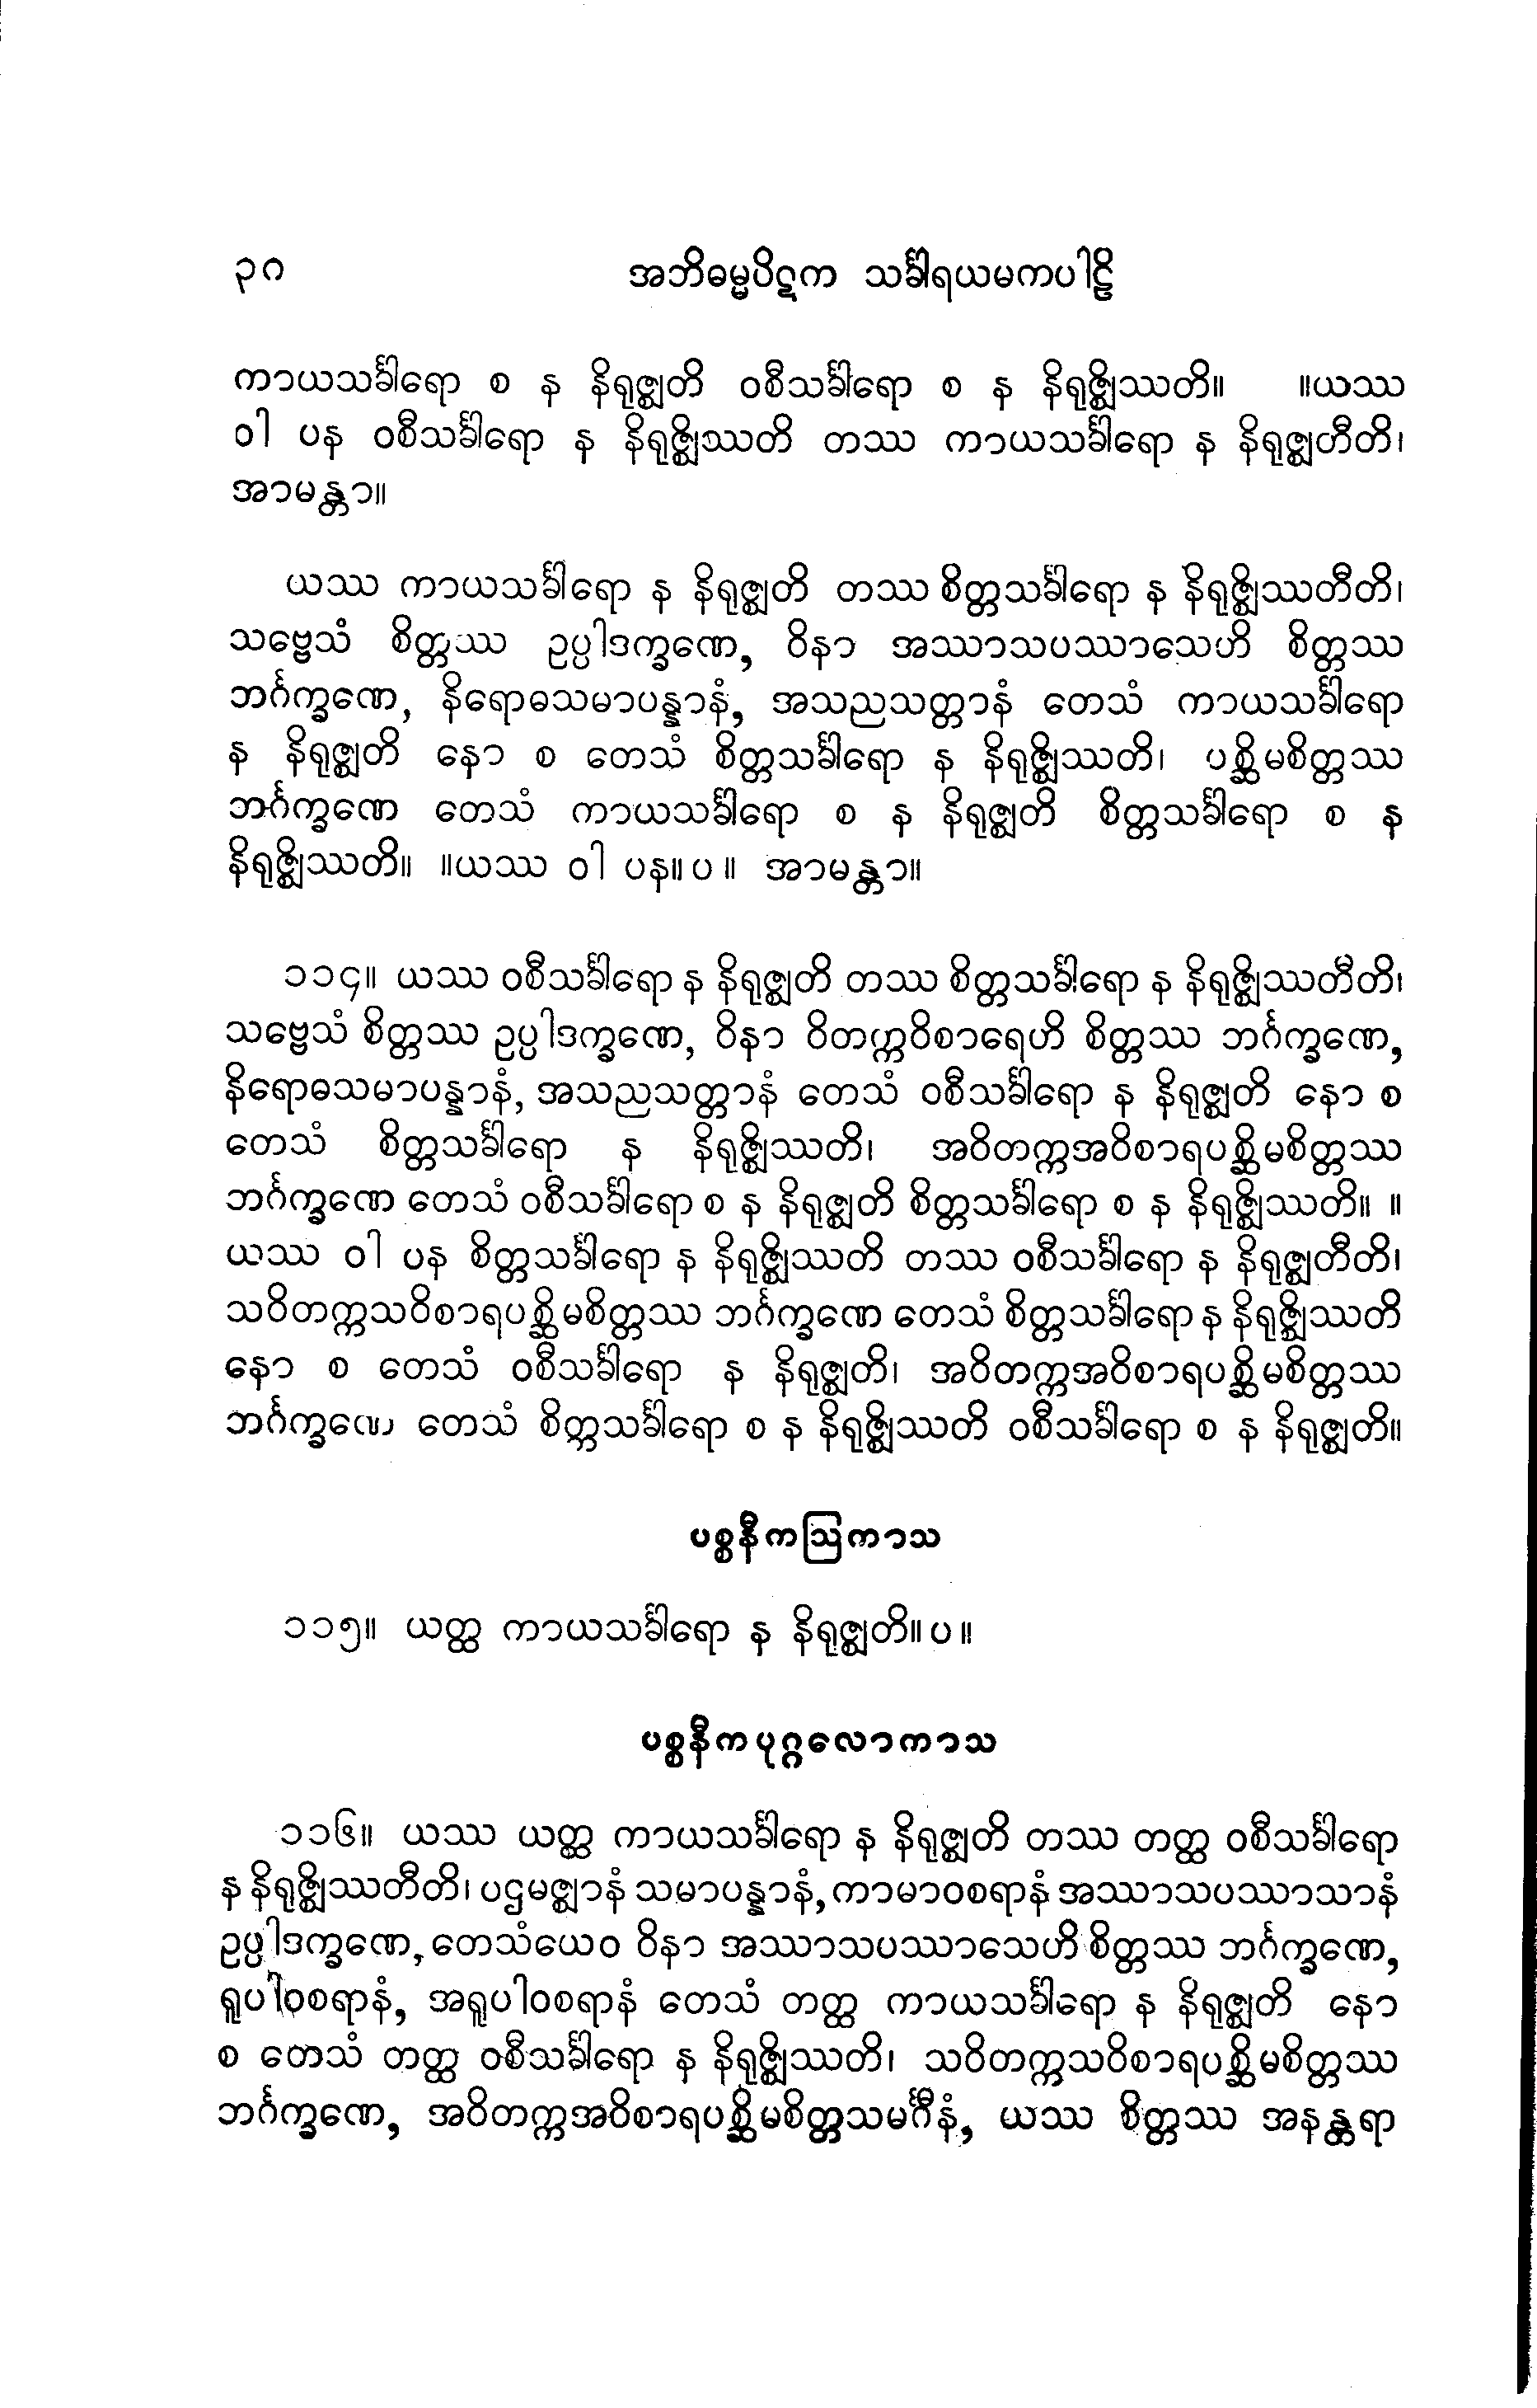 ၃၈ အဘိဓမ္မပိဋက သင်္ခါရယမကပါဠိ
ကာယသင်္ခါရော စ န နိရုဇ္ဈတိ ဝစီသင်္ခါရော စ န နိရုဇ္ဈိဿတိ။ ။ယဿ
ဝါ ပန ဝစီသင်္ခါရော န နိရုဇ္ဈိဿတိ တဿ ကာယသင်္ခါရော န နိရုဇ္ဈတီတိ၊
အာမန္တာ။
ယဿ ကာယသင်္ခါရော န နိရုဇ္ဈတိ တဿ စိတ္တသင်္ခါရော န နိရုဇ္ဈိဿတီတိ၊
သဗ္ဗေသံ စိတ္တဿ ဥပ္ပါဒက္ခဏေ, ဝိနာ အဿာသပဿာသေဟိ စိတ္တဿ
ဘင်္ဂက္ခဏေ, နိရောဓသမာပန္နာနံ, အသညသတ္တာနံ တေသံ ကာယသင်္ခါရော
န နိရုဇ္ဈတိ နော စ တေသံ စိတ္တသင်္ခါရော န နိရုဇ္ဈိဿတိ၊ ပစ္ဆိမစိတ္တဿ
ဘင်္ဂက္ခဏေ တေသံ ကာယသင်္ခါရော စ န နိရုဇ္ဈတိ စိတ္တသင်္ခါရော စ န
နိရုဇ္ဈိဿတိ။ ။ယဿ ဝါ ပန။ပ။ အာမန္တာ။
၁၁၄။ ယဿ ဝစီသင်္ခါရော န နိရုဇ္ဈတိ တဿ စိတ္တသင်္ခါရော န နိရုဇ္ဈိဿတီတိ၊
သဗ္ဗေသံ စိတ္တဿ ဥပ္ပါဒက္ခဏေ, ဝိနာ ဝိတက္ကဝိစာရေဟိ စိတ္တဿ ဘင်္ဂက္ခဏေ,
နိရောဓသမာပန္နာနံ, အသညသတ္တာနံ တေသံ ဝစီသင်္ခါရော န နိရုဇ္ဈတိ နော စ
တေသံ စိတ္တသင်္ခါရော န နိရုဇ္ဈိဿတိ၊ အဝိတက္ကအဝိစာရပစ္ဆိမစိတ္တဿ
ဘင်္ဂက္ခဏေ တေသံ ဝစီသင်္ခါရော စ န နိရုဇ္ဈတိ စိတ္တသင်္ခါရော စ န နိရုဇ္ဈိဿတိ။ ။
ယဿ ဝါ ပန စိတ္တသင်္ခါရော န နိရုဇ္ဈိဿတိ တဿ ဝစီသင်္ခါရော န နိရုဇ္ဈတီတိ၊
သဝိတက္ကသဝိစာရပစ္ဆိမစိတ္တဿ ဘင်္ဂက္ခဏေ တေသံ စိတ္တသင်္ခါရော န နိရုဇ္ဈိဿတိ
နော စ တေသံ ဝစီသင်္ခါရော န နိရုဇ္ဈတိ၊ အဝိတက္ကအဝိစာရပစ္ဆိမစိတ္တဿ
ဘင်္ဂက္ခဏေ တေသံ စိတ္တသင်္ခါရော စ န နိရုဇ္ဈိဿတိ ဝစီသင်္ခါရော စ န နိရုဇ္ဈတိ။
ပစ္စနီကဩကာသ
၁၁၅။ ယတ္ထ ကာယသင်္ခါရော န နိရုဇ္ဈတိ။ပ။
ပစ္စနီကပုဂ္ဂလောကာသ
၁၁၆။ ယဿ ယတ္ထ ကာယသင်္ခါရော န နိရုဇ္ဈတိ တဿ တတ္ထ ဝစီသင်္ခါရော
န နိရုဇ္ဈိဿတီတိ၊ ပဌမဇ္ဈာနံ သမာပန္နာနံ, ကာမာဝစရာနံ အဿာသပဿာသာနံ
ဥပ္ပါဒက္ခဏေ, တေသံယေဝ ဝိနာ အဿာသပဿာသေဟိ စိတ္တဿ ဘင်္ဂက္ခဏေ,
ရူပါဝစရာနံ, အရူပါဝစရာနံ တေသံ တတ္ထ ကာယသင်္ခါရော န နိရုဇ္ဈတိ နော
စ တေသံ တတ္ထ ဝစီသင်္ခါရော န နိရုဇ္ဈိဿတိ၊ သဝိတက္ကသဝိစာရပစ္ဆိမစိတ္တဿ
ဘင်္ဂက္ခဏေ, အဝိတက္ကအဝိစာရပစ္ဆိမစိတ္တသမင်္ဂီနံ, ယဿ စိတ္တဿ အနန္တရာ